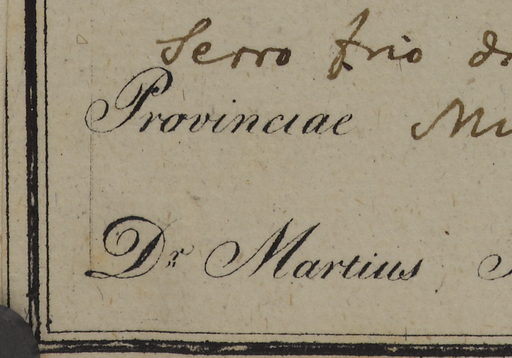 Serro frio
Provinciae
Dr Martius